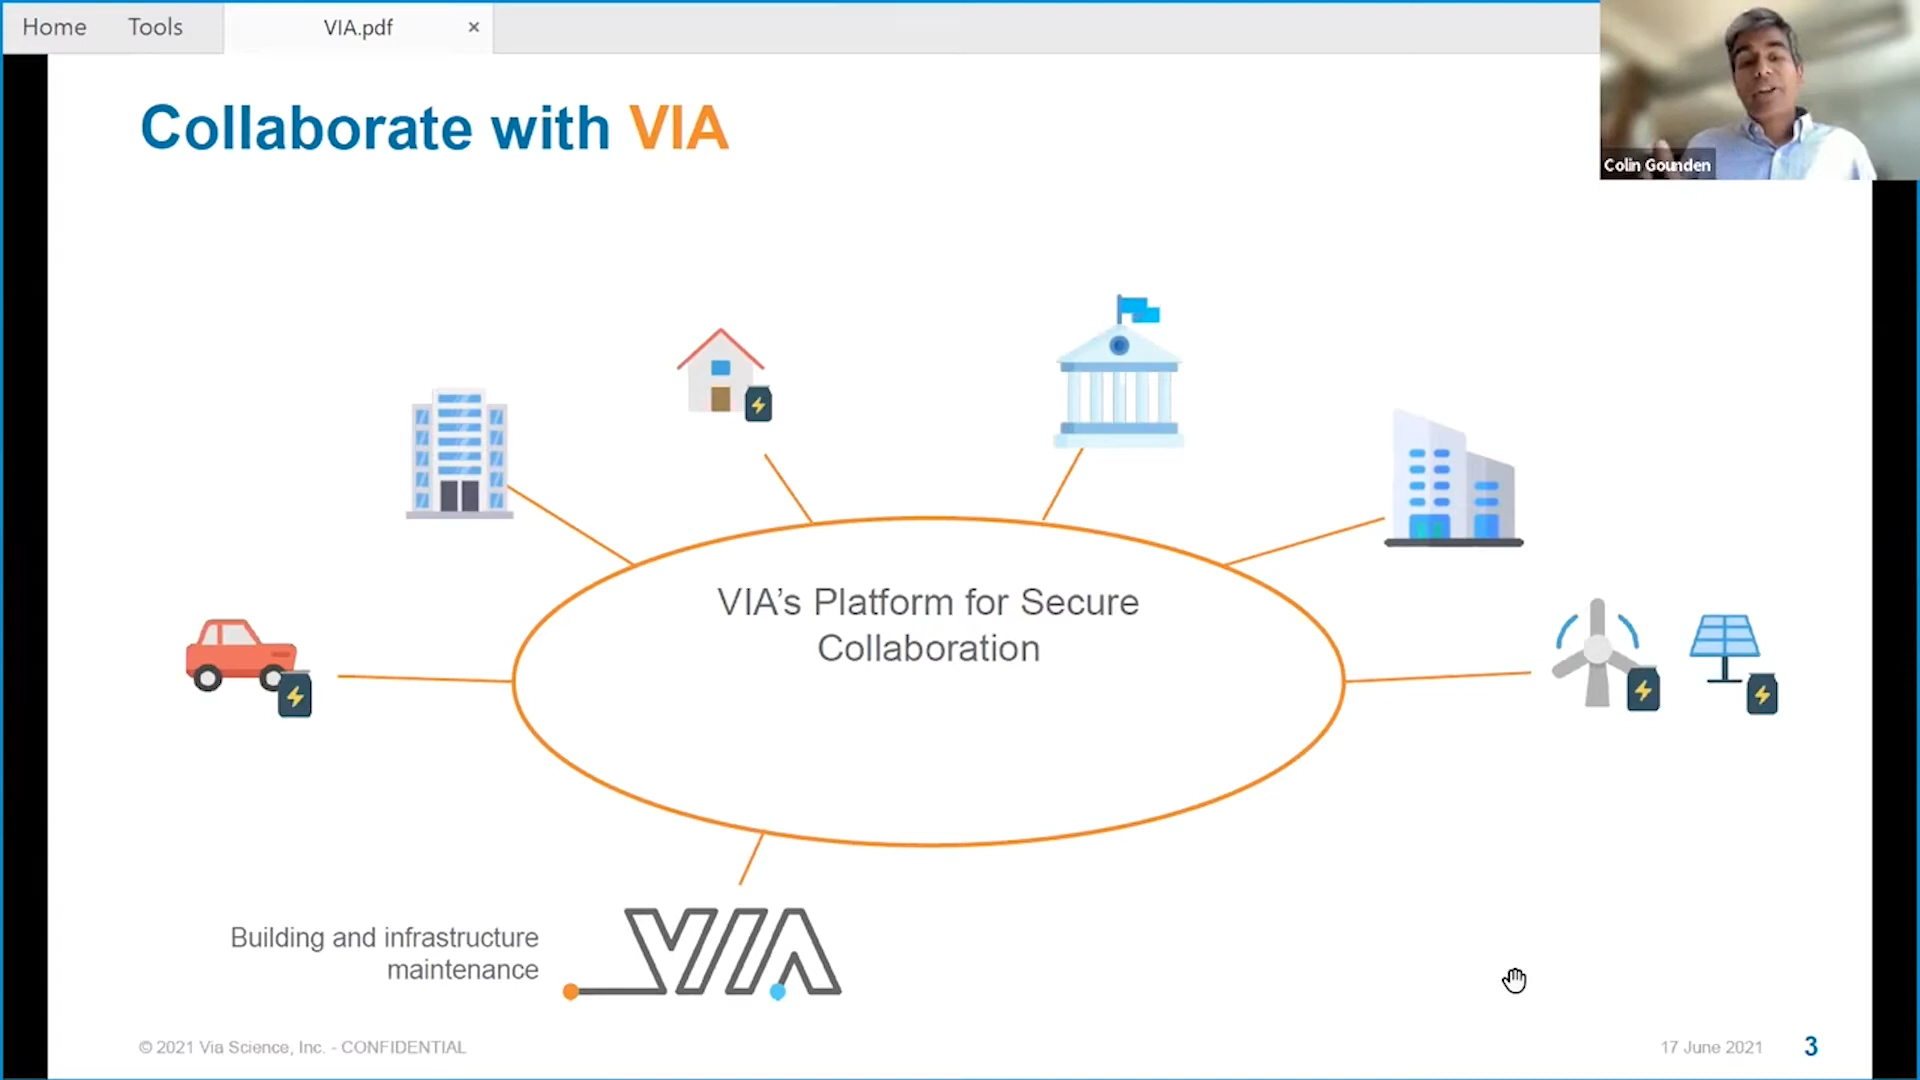 Home Tools VIA.pdf ×
Colin Gounden
Collaborate with VIA
VIA’s Platform for Secure
Collaboration
Building and infrastructure
maintenance
VIA
© 2021 Via Science, Inc. - CONFIDENTIAL
17 June 2021 3